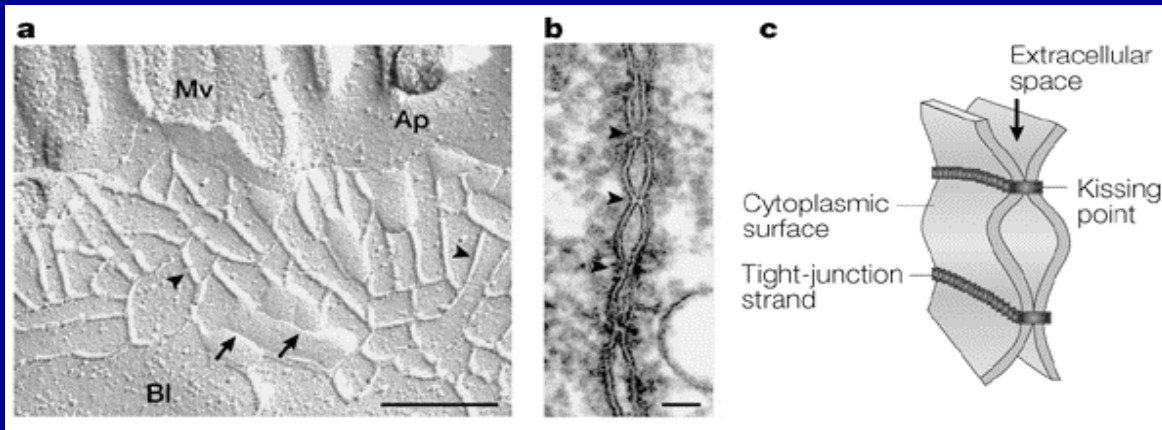 a
Mv
Ap
Bl
b
c
Extracellular
space
Kissing
point
Cytoplasmic
surface
Tight-junction
strand